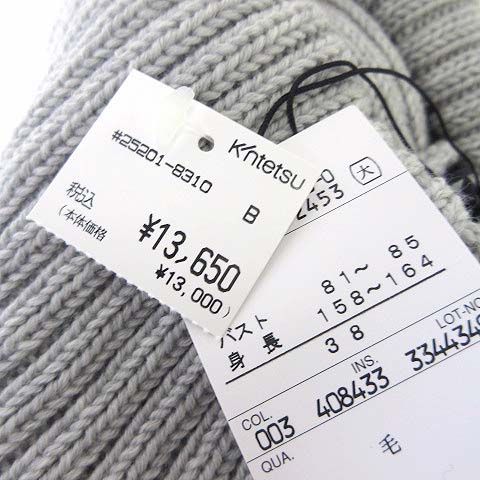 Kintetsu
#25201-8310
B
税込 ¥13,650
(本体価格 ¥13,000)
2453 大
バスト 81～ 85
身長 158～164
38
COL. INS. LOT-NO
003 408433 3344346
QUA.
毛